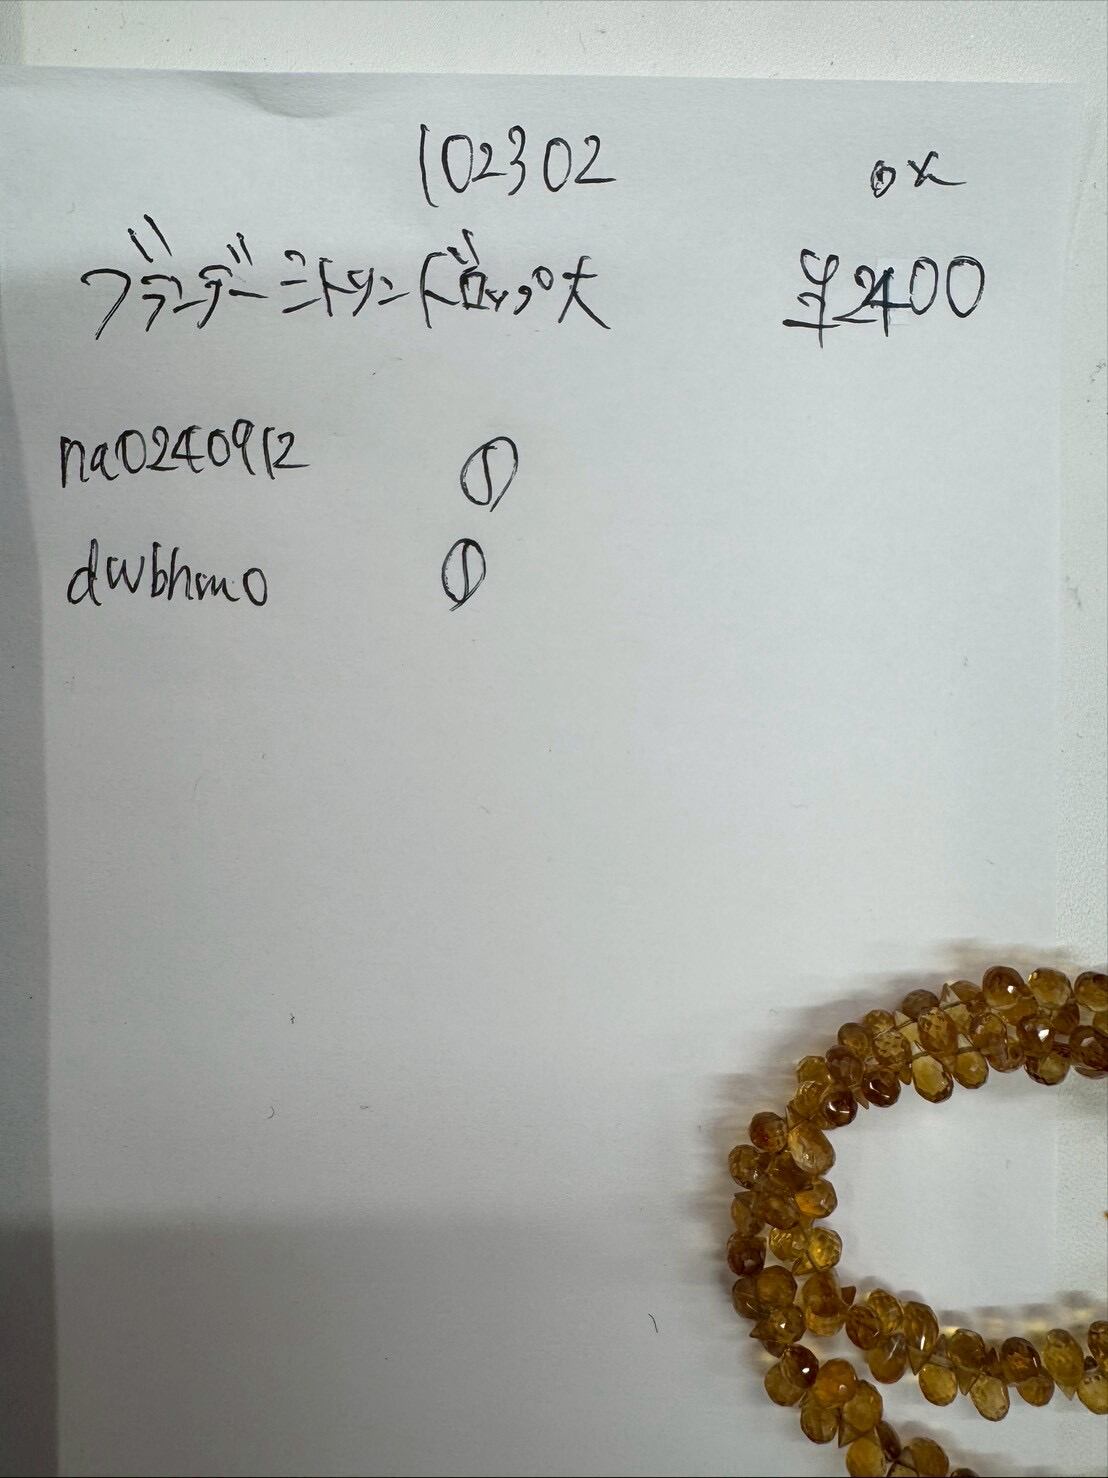 102302 ox
ブランデーシトリンドロップ大 ¥2400
na0240912 ①
dwbhmo ①